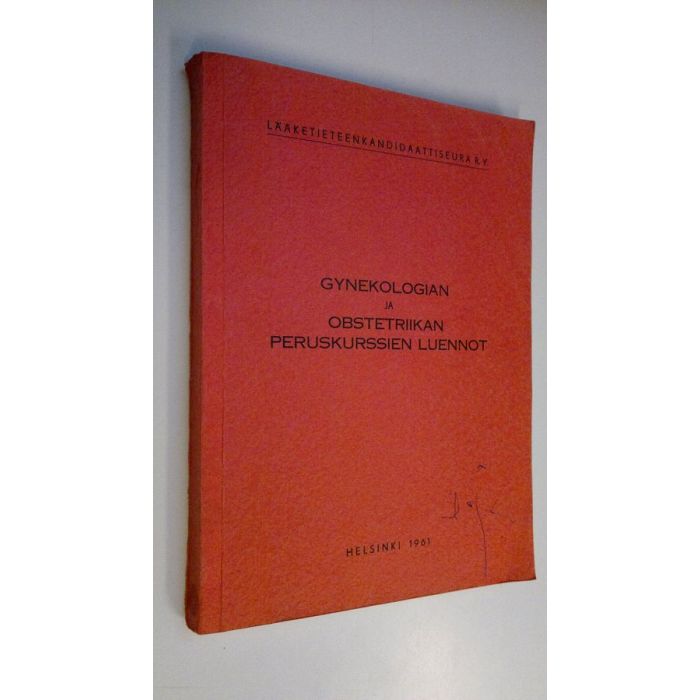 LÄÄKETIETEENKANDIDAATTISEURA R.Y.
GYNEKOLOGIAN
JA
OBSTETRIIKAN
PERUSKURSSIEN LUENNOT
HELSINKI 1961